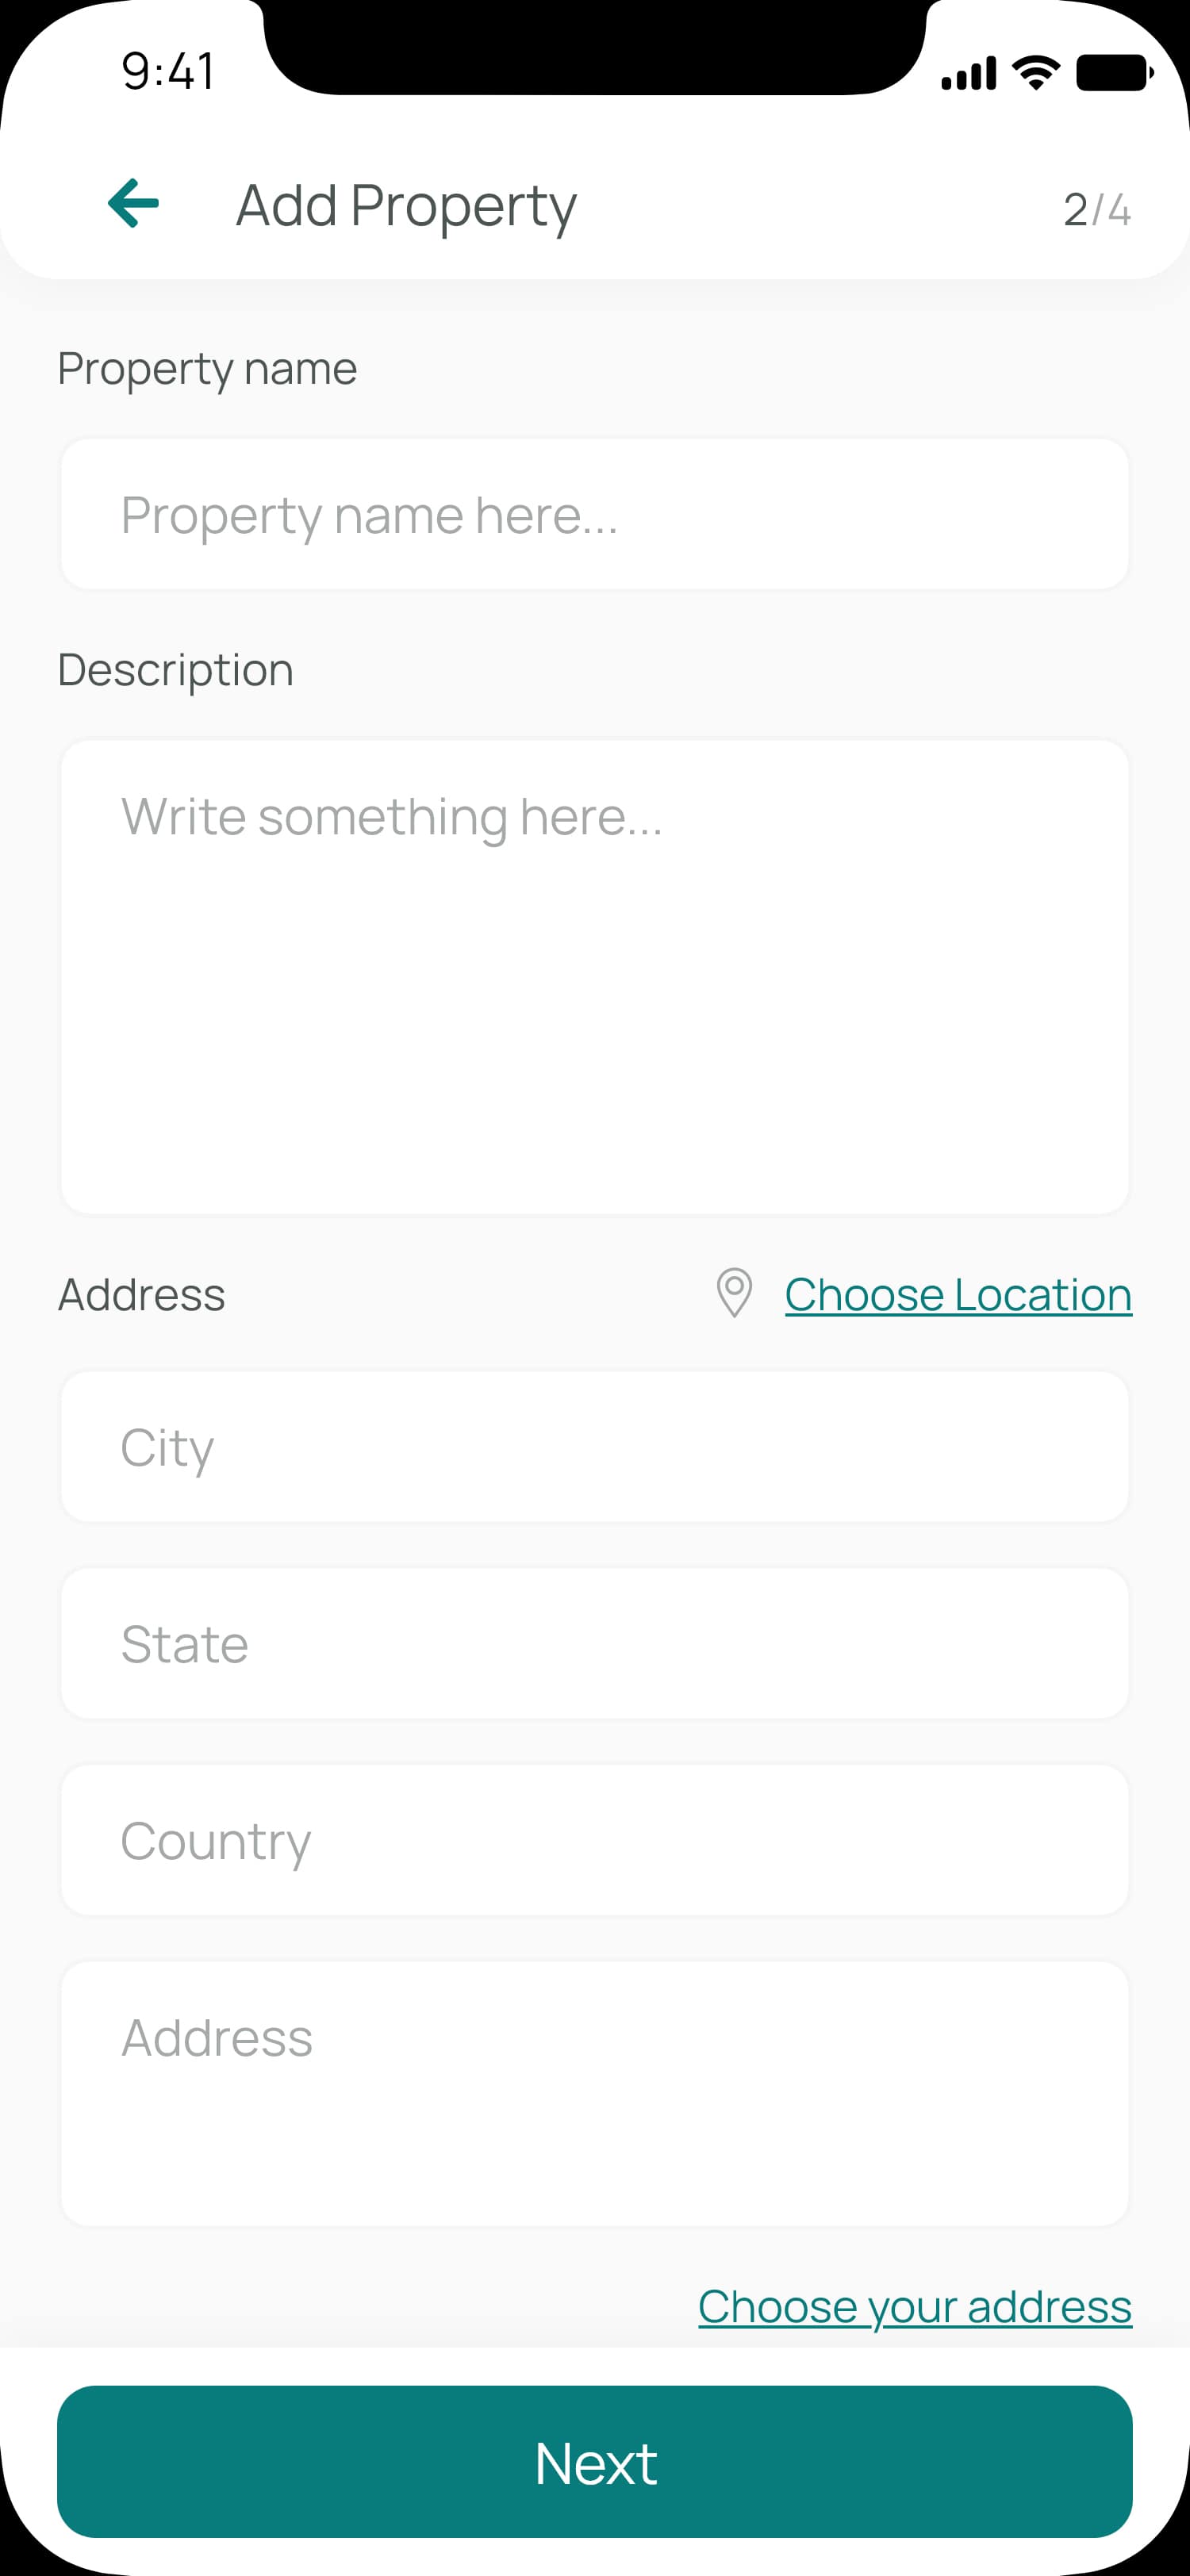 9:41
Add Property
2/4
Property name
Property name here...
Description
Write something here...
Address
Choose Location
City
State
Country
Address
Choose your address
Next